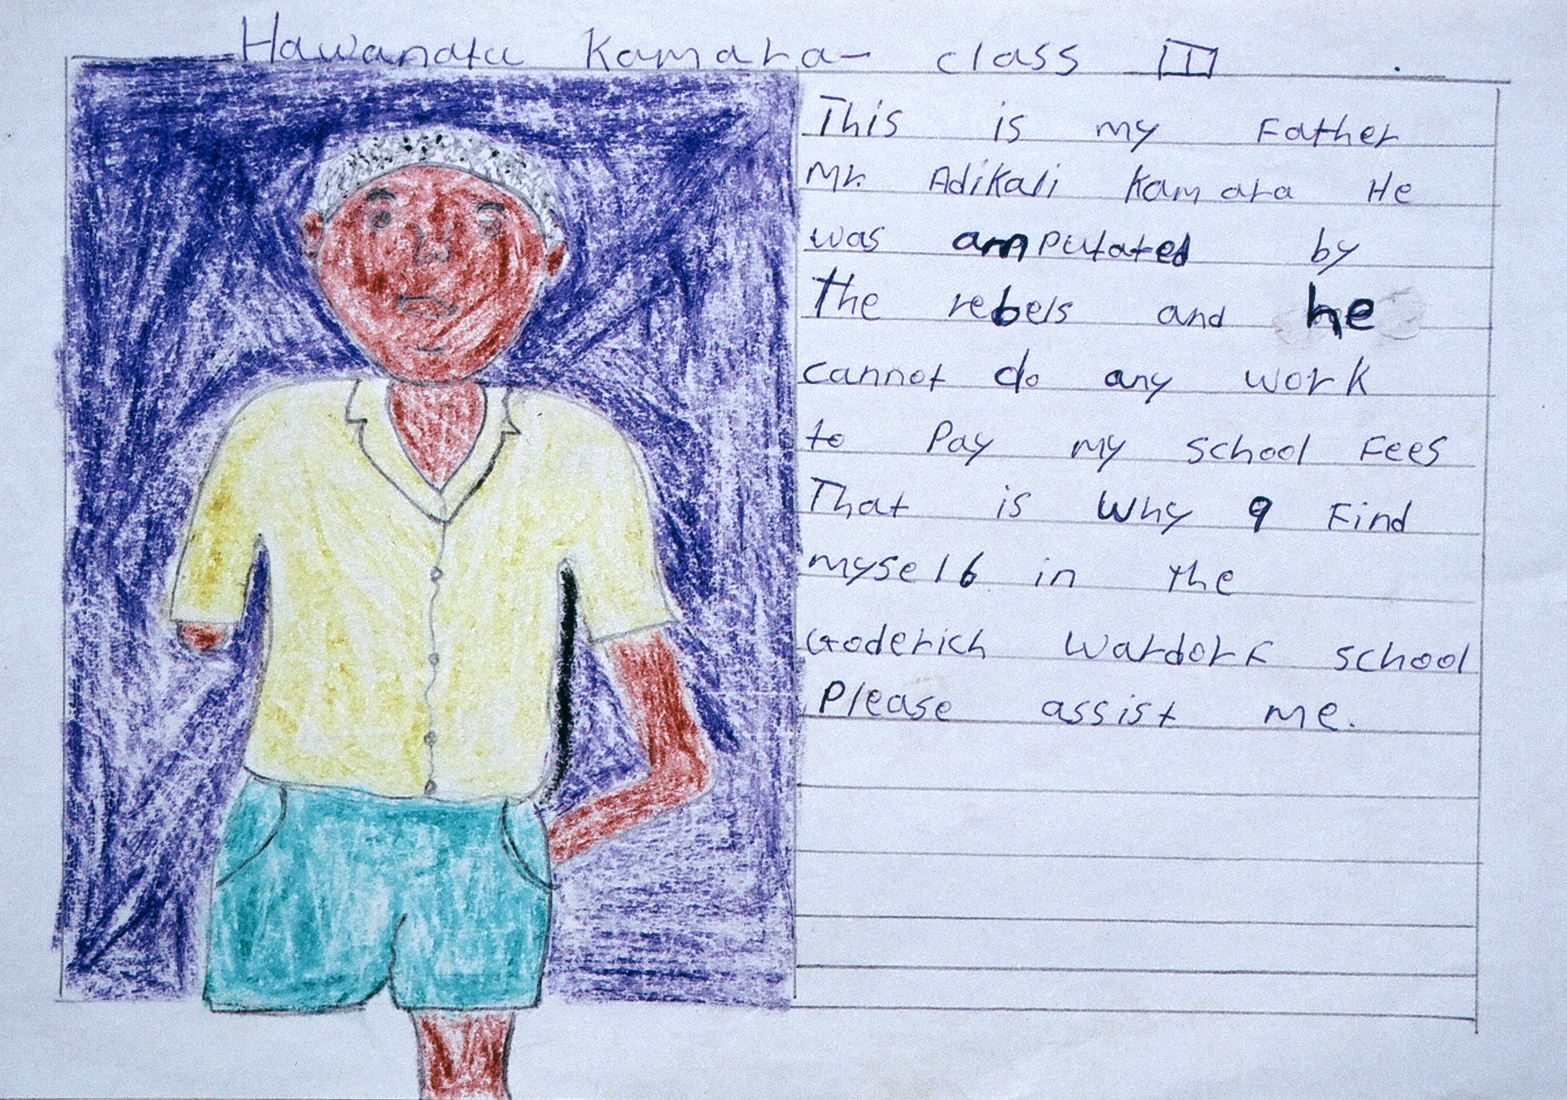 Hawanatu Kamara- class III
This is my Father
Mr. Adikali Kamara He
was amputated by
the rebels and he
cannot do any work
to Pay my school Fees
That is Why 9 Find
myself in the
Goderich Wardorf school
Please assist me.